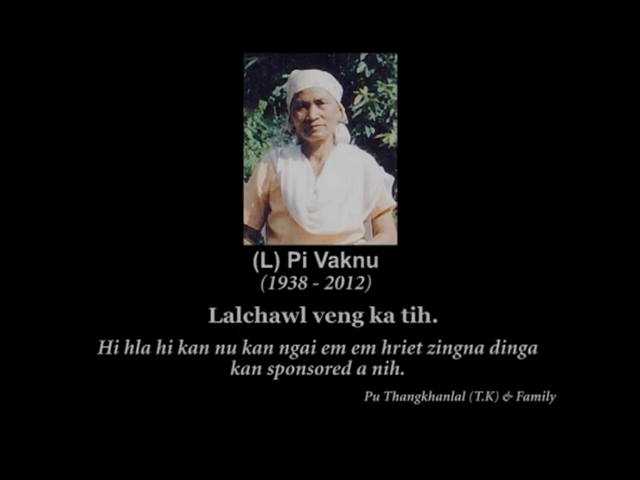 (L) Pi Vaknu
(1938 - 2012)
Lalchawl veng ka tih.
Hi hla hi kan nu kan ngai em em hriet zingna dinga
kan sponsored a nih.
Pu Thangkhanlal (T.K) & Family